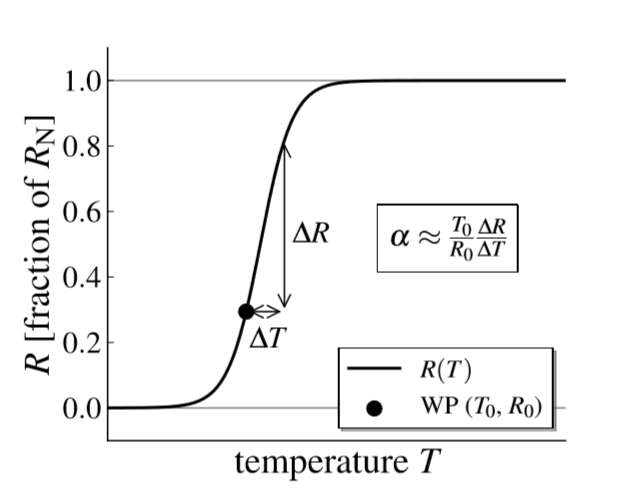 R [fraction of R_N]
1.0
0.8
0.6
0.4
0.2
0.0
ΔR
ΔT
α ≈ T_0/R_0 ΔR/ΔT
R(T)
WP (T_0, R_0)
temperature T